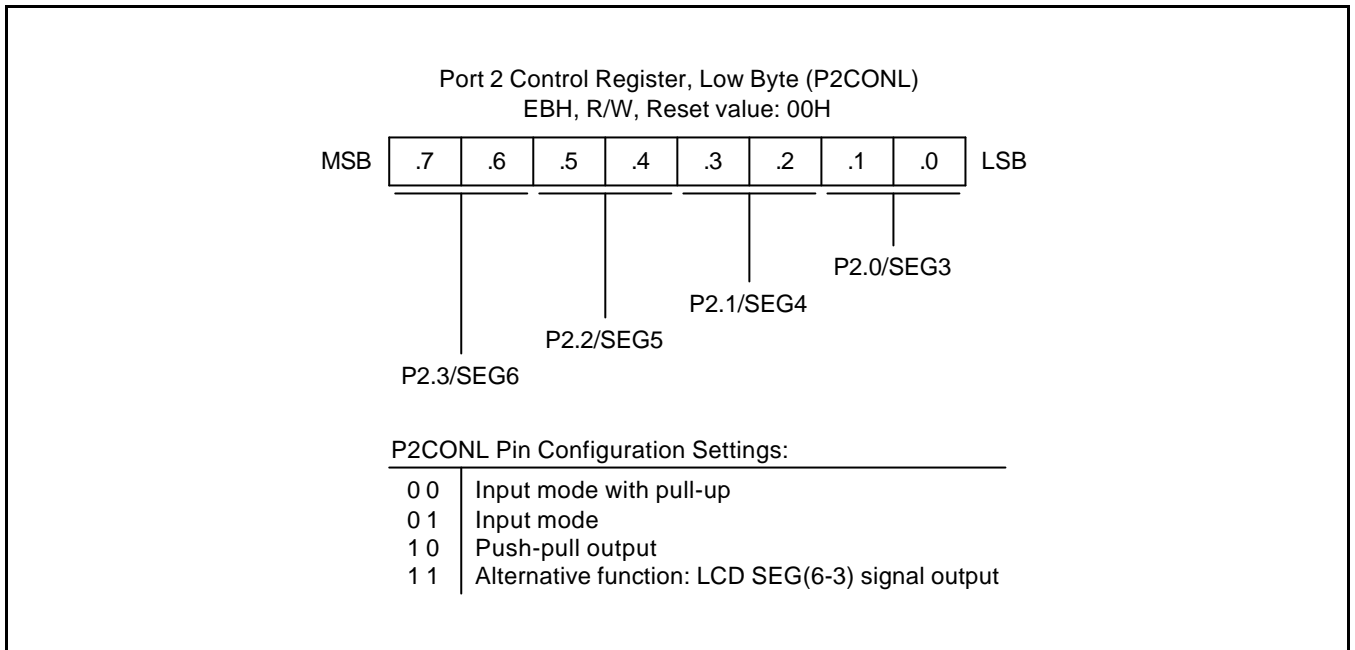 Port 2 Control Register, Low Byte (P2CONL)
EBH, R/W, Reset value: 00H
MSB .7 .6 .5 .4 .3 .2 .1 .0 LSB
P2.0/SEG3
P2.1/SEG4
P2.2/SEG5
P2.3/SEG6
P2CONL Pin Configuration Settings:
0 0 Input mode with pull-up
0 1 Input mode
1 0 Push-pull output
1 1 Alternative function: LCD SEG(6-3) signal output